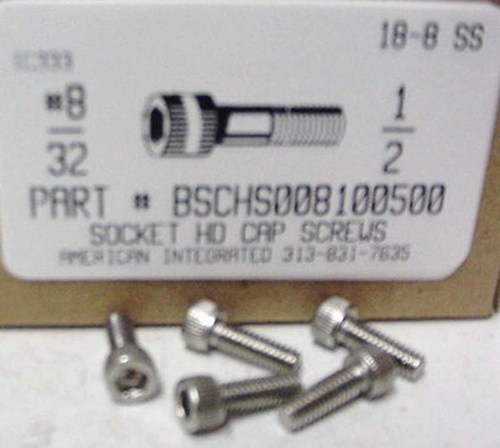 18-8 SS
#8
32
1
2
PART # BSCHS008100500
SOCKET HD CAP SCREWS
AMERICAN INTEGRATED 313-831-7635